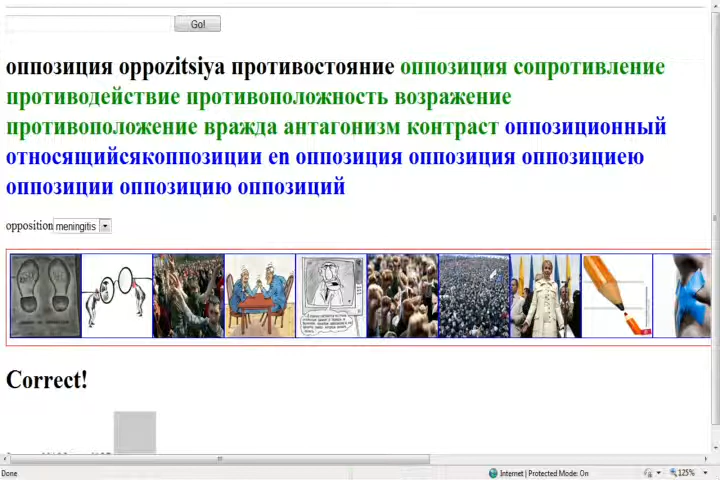 Go!
оппозиция oppozitsiya противостояние оппозиция сопротивление
противодействие противоположность возражение
противоположение вражда антагонизм контраст оппозиционный
относящийсякоппозиции en оппозиция оппозиция оппозициею
оппозиции оппозицию оппозиций
opposition meningitis
Correct!
Done
Internet | Protected Mode: On
125%